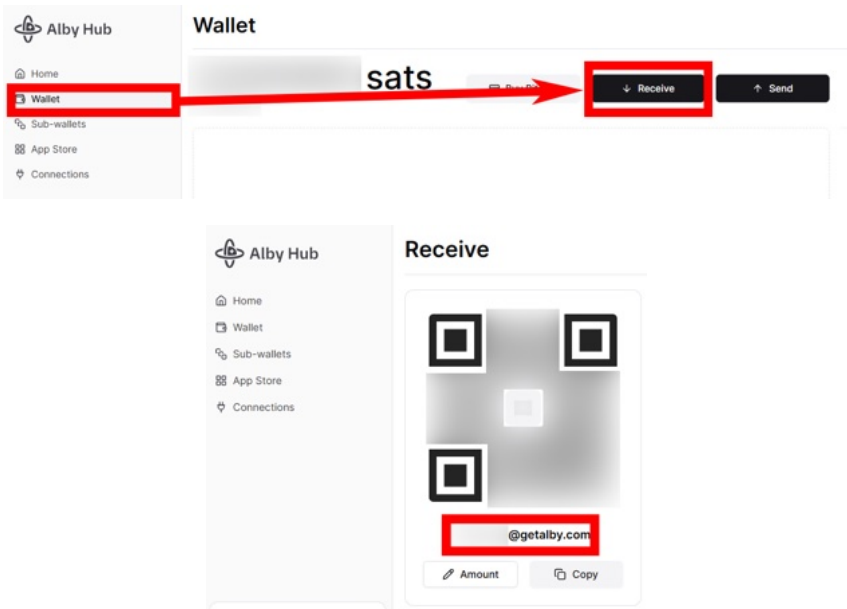 Alby Hub
Wallet
Home
sats
Receive
Send
Wallet
Sub-wallets
App Store
Connections
Alby Hub
Receive
Home
Wallet
Sub-wallets
App Store
Connections
@getalby.com
Amount
Copy